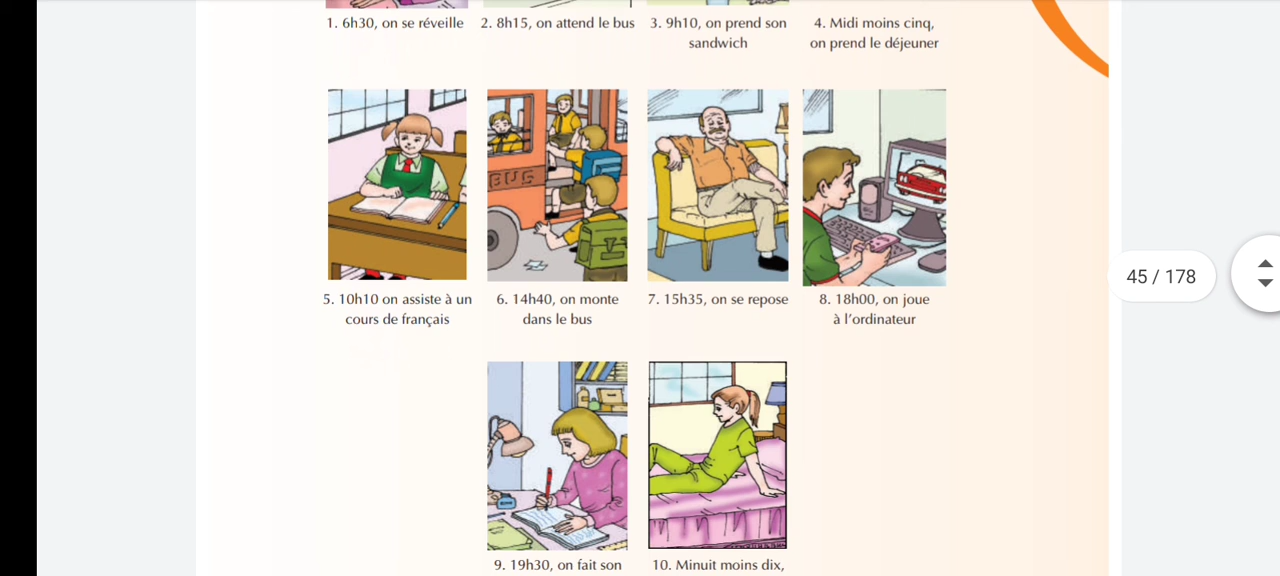 1. 6h30, on se réveille
2. 8h15, on attend le bus
3. 9h10, on prend son
sandwich
4. Midi moins cinq,
on prend le déjeuner
BUS
5. 10h10 on assiste à un
cours de français
6. 14h40, on monte
dans le bus
7. 15h35, on se repose
8. 18h00, on joue
à l'ordinateur
45 / 178
9. 19h30, on fait son
10. Minuit moins dix,